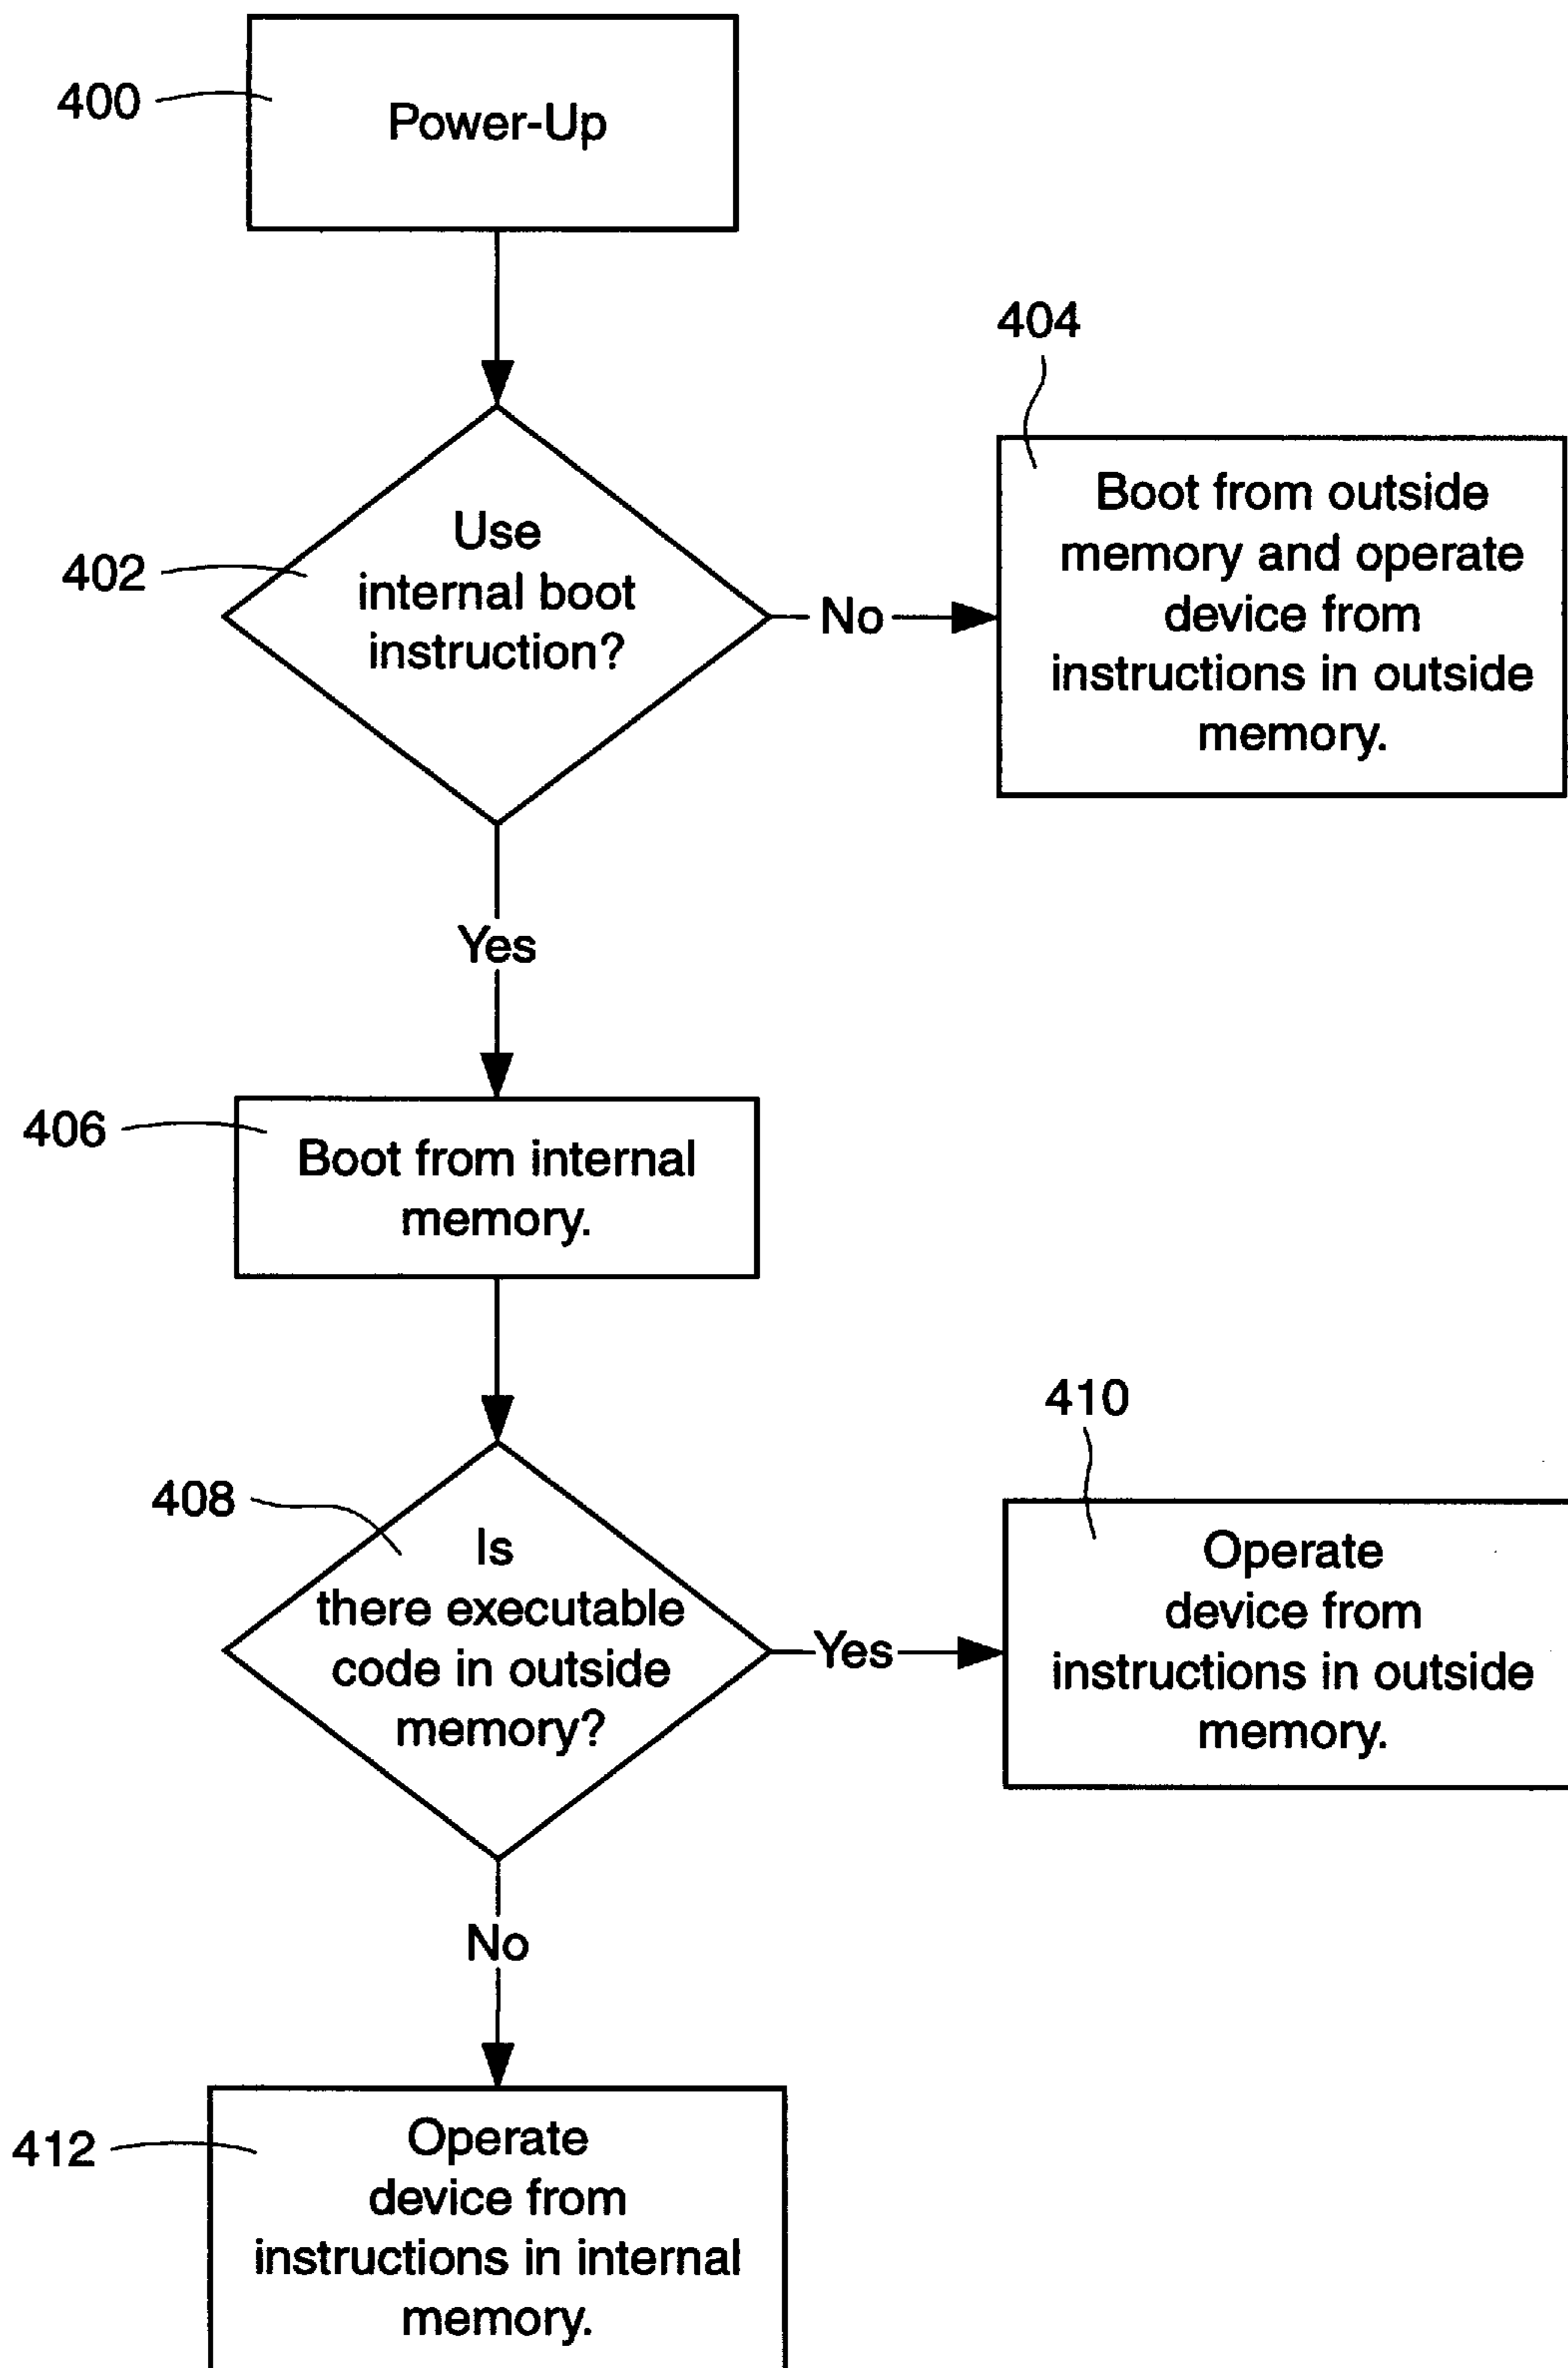 400
Power-Up
404
402
Use
internal boot
instruction?
No
Boot from outside
memory and operate
device from
instructions in outside
memory.
Yes
406
Boot from internal
memory.
410
408
Is
there executable
code in outside
memory?
Yes
Operate
device from
instructions in outside
memory.
No
412
Operate
device from
instructions in internal
memory.